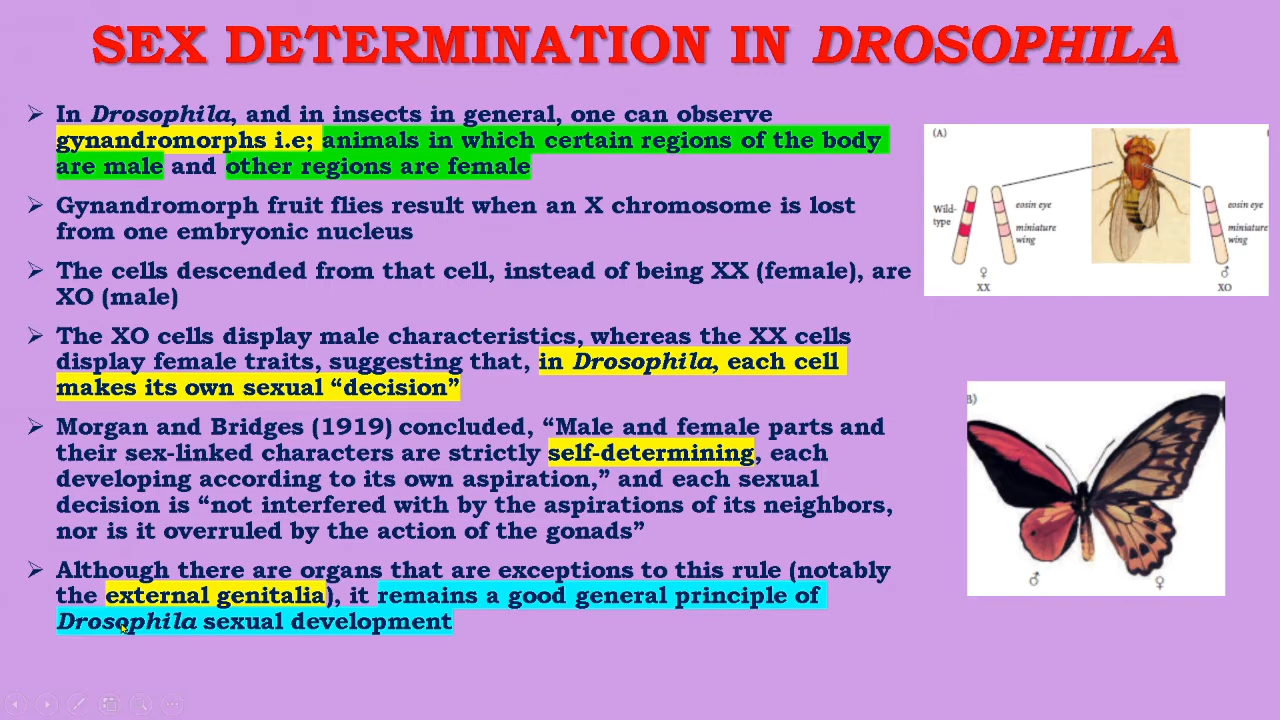 SEX DETERMINATION IN DROSOPHILA
➢ In Drosophila, and in insects in general, one can observe
gynandromorphs i.e; animals in which certain regions of the body
are male and other regions are female
➢ Gynandromorph fruit flies result when an X chromosome is lost
from one embryonic nucleus
➢ The cells descended from that cell, instead of being XX (female), are
XO (male)
➢ The XO cells display male characteristics, whereas the XX cells
display female traits, suggesting that, in Drosophila, each cell
makes its own sexual “decision”
➢ Morgan and Bridges (1919) concluded, “Male and female parts and
their sex-linked characters are strictly self-determining, each
developing according to its own aspiration,” and each sexual
decision is “not interfered with by the aspirations of its neighbors,
nor is it overruled by the action of the gonads”
➢ Although there are organs that are exceptions to this rule (notably
the external genitalia), it remains a good general principle of
Drosophila sexual development
(A)
Wild-
type
eosin eye
miniature
wing
♀
XX
eosin eye
miniature
wing
♂
XO
B)
♂
♀